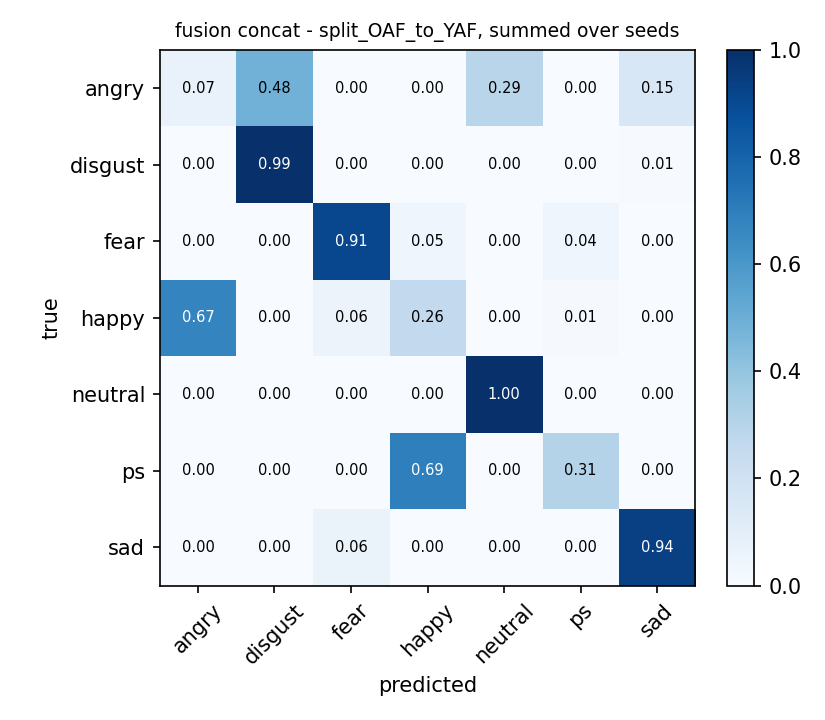 fusion concat - split_OAF_to_YAF, summed over seeds
true
angry 0.07 0.48 0.00 0.00 0.29 0.00 0.15
disgust 0.00 0.99 0.00 0.00 0.00 0.00 0.01
fear 0.00 0.00 0.91 0.05 0.00 0.04 0.00
happy 0.67 0.00 0.06 0.26 0.00 0.01 0.00
neutral 0.00 0.00 0.00 0.00 1.00 0.00 0.00
ps 0.00 0.00 0.00 0.69 0.00 0.31 0.00
sad 0.00 0.00 0.06 0.00 0.00 0.00 0.94
angry disgust fear happy neutral ps sad
predicted
1.0
0.8
0.6
0.4
0.2
0.0